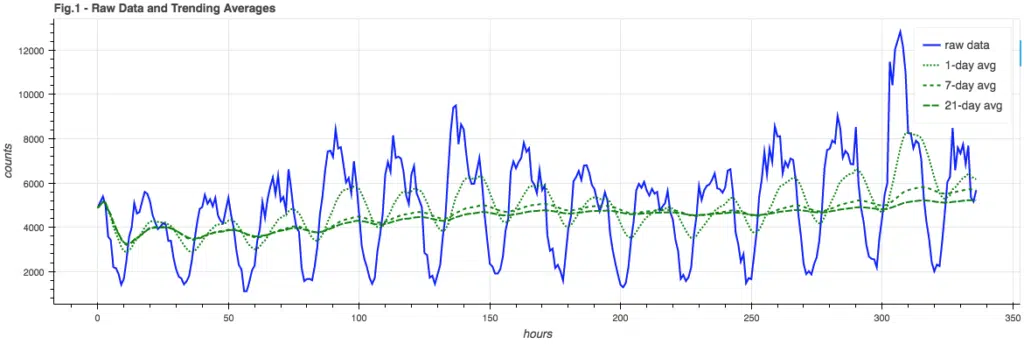 Fig.1 - Raw Data and Trending Averages
counts
12000
10000
8000
6000
4000
2000
raw data
1-day avg
7-day avg
21-day avg
0 50 100 150 200 250 300 350
hours